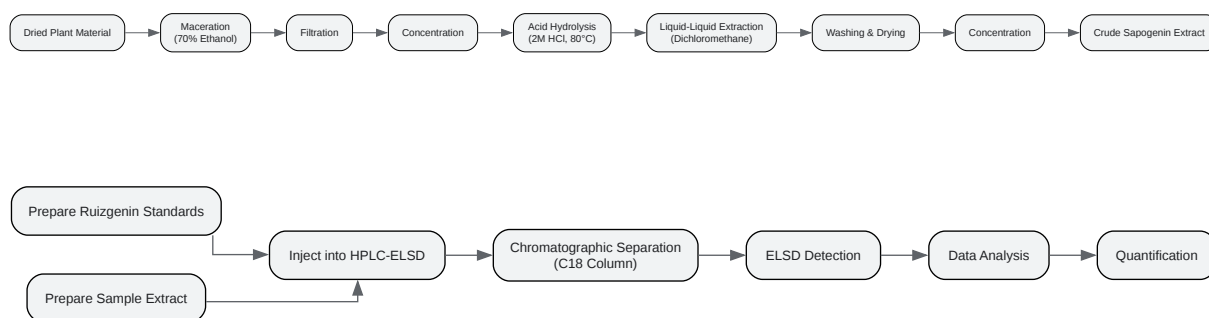 Dried Plant Material
Maceration
(70% Ethanol)
Filtration
Concentration
Acid Hydrolysis
(2M HCl, 80°C)
Liquid-Liquid Extraction
(Dichloromethane)
Washing & Drying
Concentration
Crude Sapogenin Extract
Prepare Ruizgenin Standards
Prepare Sample Extract
Inject into HPLC-ELSD
Chromatographic Separation
(C18 Column)
ELSD Detection
Data Analysis
Quantification